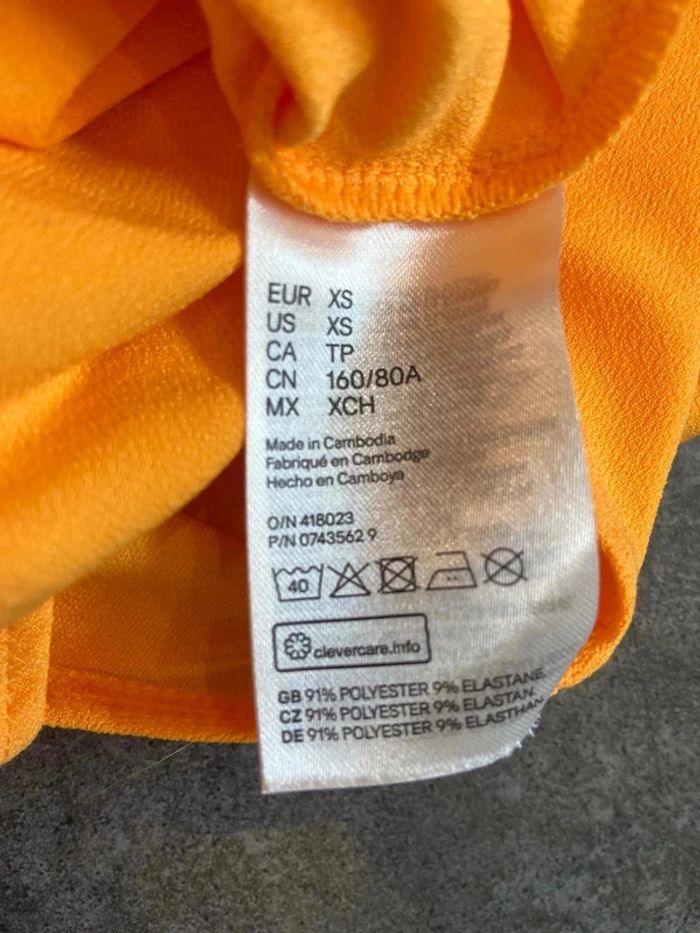 EUR XS
US XS
CA TP
CN 160/80A
MX XCH
Made in Cambodia
Fabriqué en Cambodge
Hecho en Camboya
O/N 418023
P/N 0743562 9
40
clevercare.info
GB 91% POLYESTER 9% ELASTANE
CZ 91% POLYESTER 9% ELASTAN
DE 91% POLYESTER 9% ELASTHAN